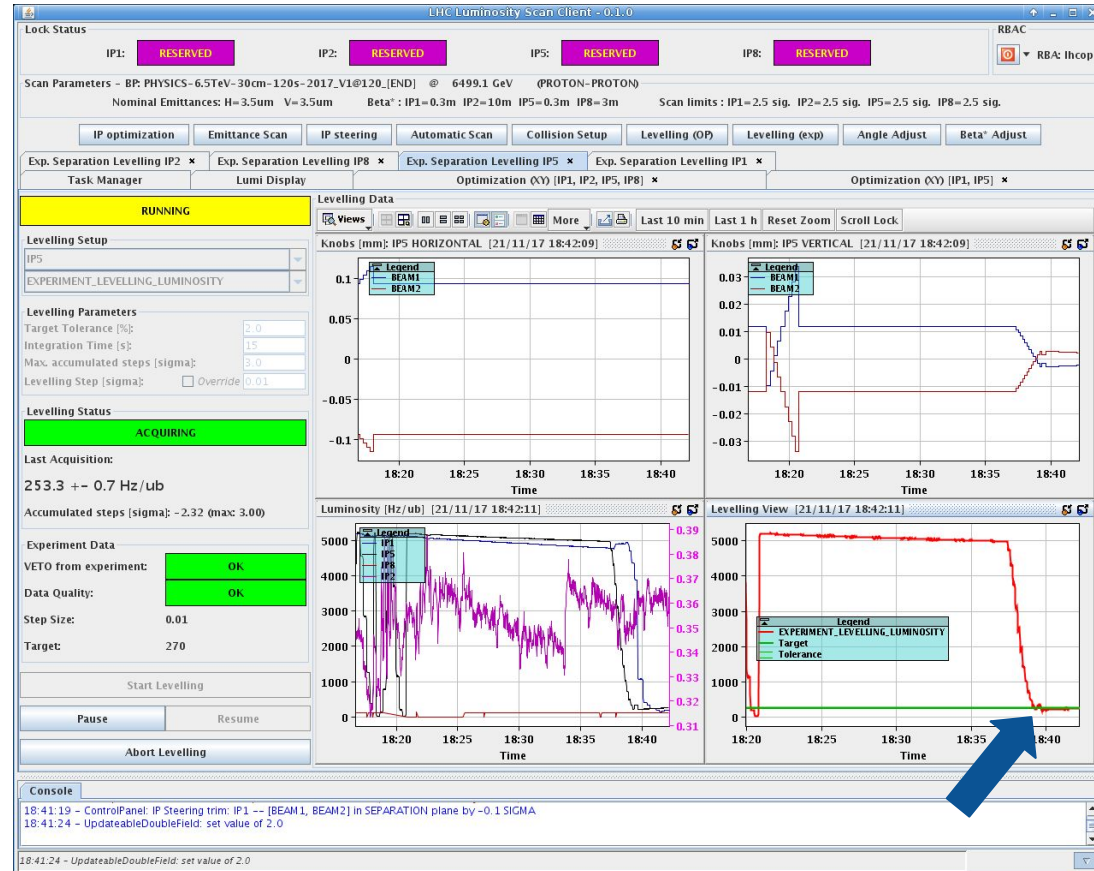 LHC Luminosity Scan Client - 0.1.0
Lock Status
IP1: RESERVED IP2: RESERVED IP5: RESERVED IP8: RESERVED
RBAC
RBA: lhcop
Scan Parameters - BP: PHYSICS-6.5TeV-30cm-120s-2017_V1@120_[END] @ 6499.1 GeV (PROTON-PROTON)
Nominal Emittances: H=3.5um V=3.5um Beta* : IP1=0.3m IP2=10m IP5=0.3m IP8=3m Scan limits : IP1=2.5 sig. IP2=2.5 sig. IP5=2.5 sig. IP8=2.5 sig.
IP optimization Emittance Scan IP steering Automatic Scan Collision Setup Levelling (OP) Levelling (exp) Angle Adjust Beta* Adjust
Exp. Separation Levelling IP2 × Exp. Separation Levelling IP8 × Exp. Separation Levelling IP5 × Exp. Separation Levelling IP1 ×
Task Manager Lumi Display Optimization (XY) [IP1, IP2, IP5, IP8] × Optimization (XY) [IP1, IP5] ×
RUNNING
Levelling Setup
IP5
EXPERIMENT_LEVELLING_LUMINOSITY
Levelling Parameters
Target Tolerance [%]: 2.0
Integration Time [s]: 15
Max. accumulated steps [sigma]: 3.0
Levelling Step [sigma]: Override 0.01
Levelling Status
ACQUIRING
Last Acquisition:
253.3 +- 0.7 Hz/ub
Accumulated steps [sigma]: -2.32 (max: 3.00)
Experiment Data
VETO from experiment: OK
Data Quality: OK
Step Size: 0.01
Target: 270
Start Levelling
Pause Resume
Abort Levelling
Levelling Data
Views More Last 10 min Last 1 h Reset Zoom Scroll Lock
Knobs [mm]: IP5 HORIZONTAL [21/11/17 18:42:09]
Legend
BEAM1
BEAM2
0.1
0.05
0
-0.05
-0.1
18:20 18:25 18:30 18:35 18:40
Time
Knobs [mm]: IP5 VERTICAL [21/11/17 18:42:09]
Legend
BEAM1
BEAM2
0.03
0.02
0.01
0
-0.01
-0.02
-0.03
18:20 18:25 18:30 18:35 18:40
Time
Luminosity [Hz/ub] [21/11/17 18:42:11]
Legend
IP1
IP5
IP8
IP2
5000
4000
3000
2000
1000
0
0.39
0.38
0.37
0.36
0.35
0.34
0.33
0.32
0.31
18:20 18:25 18:30 18:35 18:40
Time
Levelling View [21/11/17 18:42:11]
5000
4000
3000
2000
1000
0
Legend
EXPERIMENT_LEVELLING_LUMINOSITY
Target
Tolerance
18:20 18:25 18:30 18:35 18:40
Time
Console
18:41:19 - ControlPanel: IP Steering trim: IP1 -- [BEAM1, BEAM2] in SEPARATION plane by -0.1 SIGMA
18:41:24 - UpdateableDoubleField: set value of 2.0
18:41:24 - UpdateableDoubleField: set value of 2.0